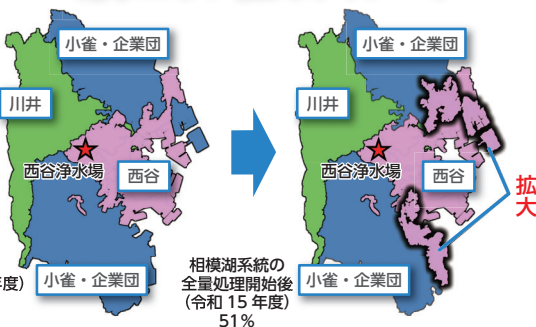 小雀・企業団
川井
西谷浄水場
西谷
小雀・企業団
年度）
小雀・企業団
川井
西谷浄水場
西谷
拡大
小雀・企業団
相模湖系統の
全量処理開始後
（令和 15 年度）
51％